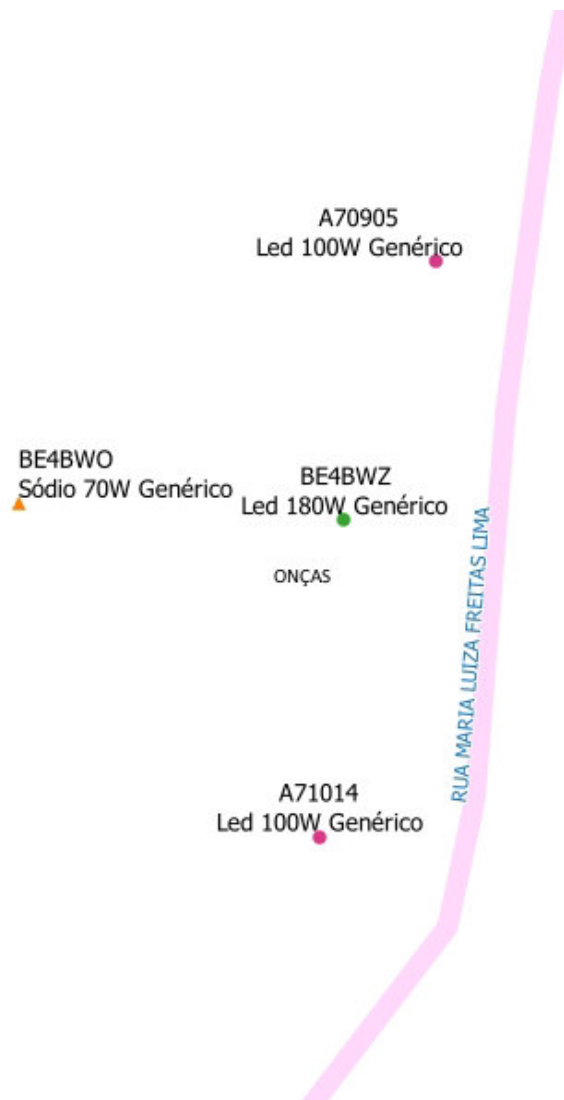 A70905
Led 100W Genérico
BE4BWO
Sódio 70W Genérico
BE4BWZ
Led 180W Genérico
ONÇAS
RUA MARIA LUIZA FREITAS LIMA
A71014
Led 100W Genérico